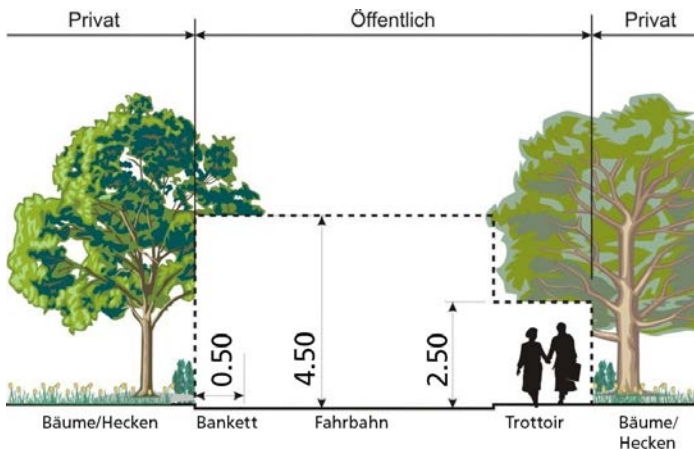 Privat
Öffentlich
Privat
0.50
4.50
2.50
Bäume/Hecken
Bankett
Fahrbahn
Trottoir
Bäume/
Hecken